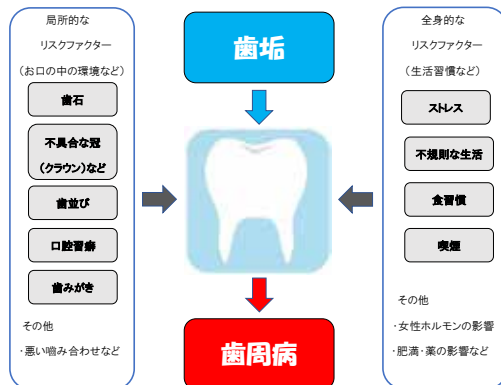 局所的な
リスクファクター
（お口の中の環境など）
歯石
不具合な冠
（クラウン）など
歯並び
口腔習癖
歯みがき
その他
・悪い嚙み合わせなど
歯垢
歯周病
全身的な
リスクファクター
（生活習慣など）
ストレス
不規則な生活
食習慣
喫煙
その他
・女性ホルモンの影響
・肥満・薬の影響など